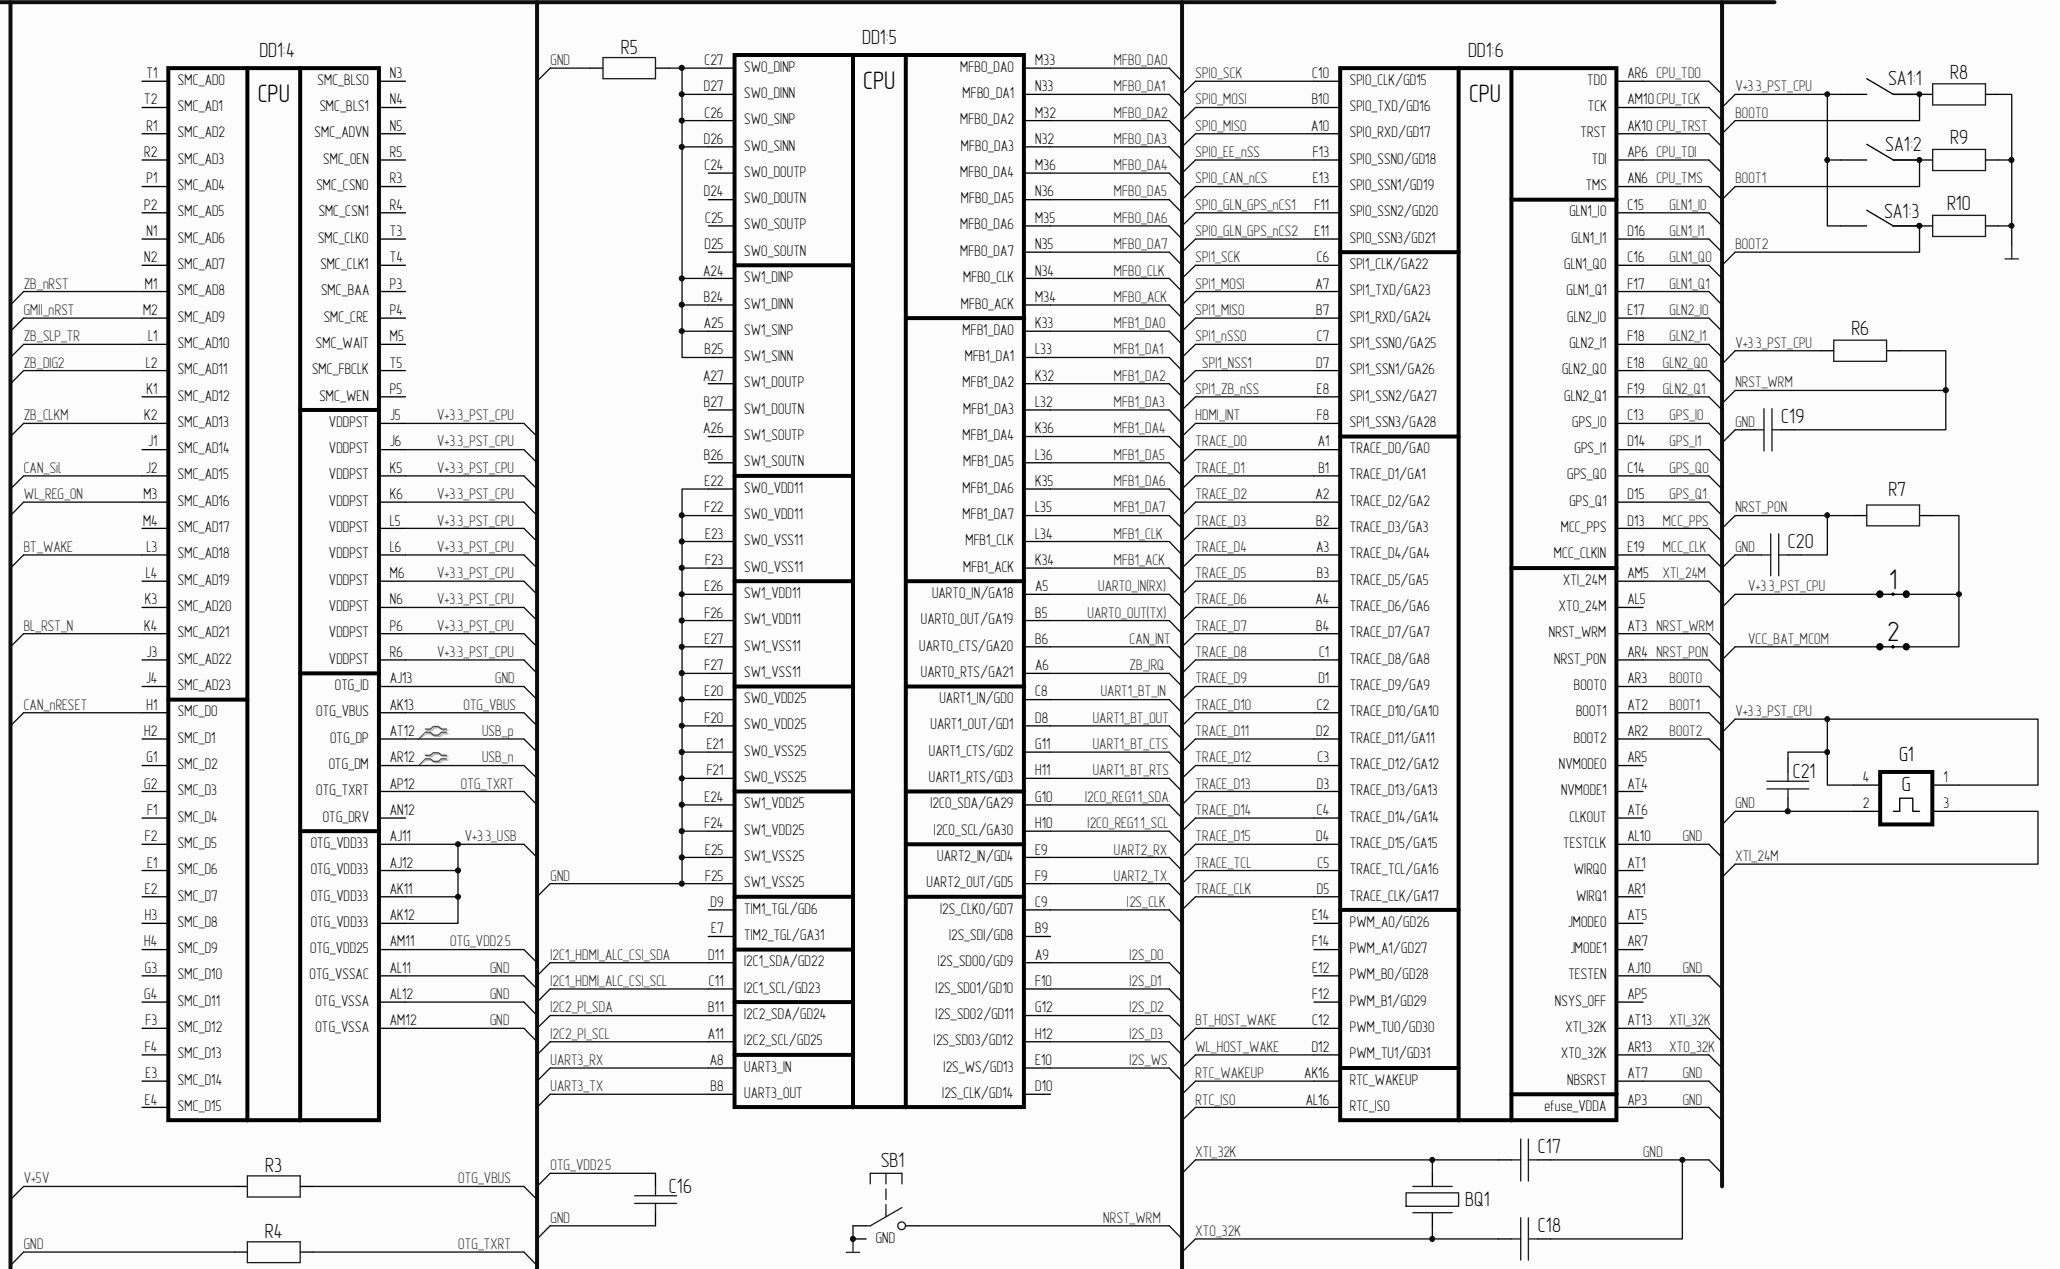 DD1:4
CPU
T1 SMC_AD0
T2 SMC_AD1
R1 SMC_AD2
R2 SMC_AD3
P1 SMC_AD4
P2 SMC_AD5
N1 SMC_AD6
N2 SMC_AD7
ZB_nRST M1 SMC_AD8
GMII_nRST M2 SMC_AD9
ZB_SLP_TR L1 SMC_AD10
ZB_DIG2 L2 SMC_AD11
K1 SMC_AD12
ZB_CLKM K2 SMC_AD13
J1 SMC_AD14
CAN_Sil J2 SMC_AD15
WL_REG_ON M3 SMC_AD16
M4 SMC_AD17
BT_WAKE L3 SMC_AD18
L4 SMC_AD19
K3 SMC_AD20
BL_RST_N K4 SMC_AD21
J3 SMC_AD22
J4 SMC_AD23
CAN_nRESET H1 SMC_D0
H2 SMC_D1
G1 SMC_D2
G2 SMC_D3
F1 SMC_D4
F2 SMC_D5
E1 SMC_D6
E2 SMC_D7
H3 SMC_D8
H4 SMC_D9
G3 SMC_D10
G4 SMC_D11
F3 SMC_D12
F4 SMC_D13
E3 SMC_D14
E4 SMC_D15
SMC_BLS0 N3
SMC_BLS1 N4
SMC_ADVN N5
SMC_OEN R5
SMC_CSN0 R3
SMC_CSN1 R4
SMC_CLK0 T3
SMC_CLK1 T4
SMC_BAA P3
SMC_CRE P4
SMC_WAIT M5
SMC_FBCLK T5
SMC_WEN P5
VDDPST J5 V+3.3_PST_CPU
VDDPST J6 V+3.3_PST_CPU
VDDPST K5 V+3.3_PST_CPU
VDDPST K6 V+3.3_PST_CPU
VDDPST L5 V+3.3_PST_CPU
VDDPST L6 V+3.3_PST_CPU
VDDPST M6 V+3.3_PST_CPU
VDDPST N6 V+3.3_PST_CPU
VDDPST P6 V+3.3_PST_CPU
VDDPST R6 V+3.3_PST_CPU
OTG_ID AJ13 GND
OTG_VBUS AK13 OTG_VBUS
OTG_DP AT12 USB_p
OTG_DM AR12 USB_n
OTG_TXRT AP12 OTG_TXRT
OTG_DRV AN12
OTG_VDD33 AJ11 V+3.3_USB
OTG_VDD33 AJ12
OTG_VDD33 AK11
OTG_VDD33 AK12
OTG_VDD25 AM11 OTG_VDD2.5
OTG_VSSAC AL11 GND
OTG_VSSA AL12 GND
OTG_VSSA AM12 GND
V+5V R3 OTG_VBUS
GND R4 OTG_TXRT
DD1:5
CPU
GND R5 C27 SW0_DINP
D27 SW0_DINN
C26 SW0_SINP
D26 SW0_SINN
C24 SW0_DOUTP
D24 SW0_DOUTN
C25 SW0_SOUTP
D25 SW0_SOUTN
A24 SW1_DINP
B24 SW1_DINN
A25 SW1_SINP
B25 SW1_SINN
A27 SW1_DOUTP
B27 SW1_DOUTN
A26 SW1_SOUTP
B26 SW1_SOUTN
E22 SW0_VDD11
F22 SW0_VDD11
E23 SW0_VSS11
F23 SW0_VSS11
E26 SW1_VDD11
F26 SW1_VDD11
E27 SW1_VSS11
F27 SW1_VSS11
E20 SW0_VDD25
F20 SW0_VDD25
E21 SW0_VSS25
F21 SW0_VSS25
E24 SW1_VDD25
F24 SW1_VDD25
E25 SW1_VSS25
GND F25 SW1_VSS25
D9 TIM1_TGL/GD6
E7 TIM2_TGL/GA31
I2C1_HDMI_ALC_CSI_SDA D11 I2C1_SDA/GD22
I2C1_HDMI_ALC_CSI_SCL C11 I2C1_SCL/GD23
I2C2_PI_SDA B11 I2C2_SDA/GD24
I2C2_PI_SCL A11 I2C2_SCL/GD25
UART3_RX A8 UART3_IN
UART3_TX B8 UART3_OUT
MFB0_DA0 M33 MFB0_DA0
MFB0_DA1 N33 MFB0_DA1
MFB0_DA2 M32 MFB0_DA2
MFB0_DA3 N32 MFB0_DA3
MFB0_DA4 M36 MFB0_DA4
MFB0_DA5 N36 MFB0_DA5
MFB0_DA6 M35 MFB0_DA6
MFB0_DA7 N35 MFB0_DA7
MFB0_CLK N34 MFB0_CLK
MFB0_ACK M34 MFB0_ACK
MFB1_DA0 K33 MFB1_DA0
MFB1_DA1 L33 MFB1_DA1
MFB1_DA2 K32 MFB1_DA2
MFB1_DA3 L32 MFB1_DA3
MFB1_DA4 K36 MFB1_DA4
MFB1_DA5 L36 MFB1_DA5
MFB1_DA6 K35 MFB1_DA6
MFB1_DA7 L35 MFB1_DA7
MFB1_CLK L34 MFB1_CLK
MFB1_ACK K34 MFB1_ACK
UART0_IN/GA18 A5 UART0_IN(RX)
UART0_OUT/GA19 B5 UART0_OUT(TX)
UART0_CTS/GA20 B6 CAN_INT
UART0_RTS/GA21 A6 ZB_IRQ
UART1_IN/GD0 C8 UART1_BT_IN
UART1_OUT/GD1 D8 UART1_BT_OUT
UART1_CTS/GD2 G11 UART1_BT_CTS
UART1_RTS/GD3 H11 UART1_BT_RTS
I2C0_SDA/GA29 G10 I2C0_REG11_SDA
I2C0_SCL/GA30 H10 I2C0_REG11_SCL
UART2_IN/GD4 E9 UART2_RX
UART2_OUT/GD5 F9 UART2_TX
I2S_CLK0/GD7 C9 I2S_CLK
I2S_SDI/GD8 B9
I2S_SDO0/GD9 A9 I2S_D0
I2S_SDO1/GD10 F10 I2S_D1
I2S_SDO2/GD11 G12 I2S_D2
I2S_SDO3/GD12 H12 I2S_D3
I2S_WS/GD13 E10 I2S_WS
I2S_CLK/GD14 D10
OTG_VDD2.5
C16
GND
SB1
GND
NRST_WRM
DD1:6
CPU
SPI0_SCK C10 SPI0_CLK/GD15
SPI0_MOSI B10 SPI0_TXD/GD16
SPI0_MISO A10 SPI0_RXD/GD17
SPI0_EE_nSS F13 SPI0_SSN0/GD18
SPI0_CAN_nCS E13 SPI0_SSN1/GD19
SPI0_GLN_GPS_nCS1 F11 SPI0_SSN2/GD20
SPI0_GLN_GPS_nCS2 E11 SPI0_SSN3/GD21
SPI1_SCK C6 SPI1_CLK/GA22
SPI1_MOSI A7 SPI1_TXD/GA23
SPI1_MISO B7 SPI1_RXD/GA24
SPI1_nSS0 C7 SPI1_SSN0/GA25
SPI1_NSS1 D7 SPI1_SSN1/GA26
SPI1_ZB_nSS E8 SPI1_SSN2/GA27
HDMI_INT F8 SPI1_SSN3/GA28
TRACE_D0 A1 TRACE_D0/GA0
TRACE_D1 B1 TRACE_D1/GA1
TRACE_D2 A2 TRACE_D2/GA2
TRACE_D3 B2 TRACE_D3/GA3
TRACE_D4 A3 TRACE_D4/GA4
TRACE_D5 B3 TRACE_D5/GA5
TRACE_D6 A4 TRACE_D6/GA6
TRACE_D7 B4 TRACE_D7/GA7
TRACE_D8 C1 TRACE_D8/GA8
TRACE_D9 D1 TRACE_D9/GA9
TRACE_D10 C2 TRACE_D10/GA10
TRACE_D11 D2 TRACE_D11/GA11
TRACE_D12 C3 TRACE_D12/GA12
TRACE_D13 D3 TRACE_D13/GA13
TRACE_D14 C4 TRACE_D14/GA14
TRACE_D15 D4 TRACE_D15/GA15
TRACE_TCL C5 TRACE_TCL/GA16
TRACE_CLK D5 TRACE_CLK/GA17
E14 PWM_A0/GD26
F14 PWM_A1/GD27
E12 PWM_B0/GD28
F12 PWM_B1/GD29
BT_HOST_WAKE C12 PWM_TU0/GD30
WL_HOST_WAKE D12 PWM_TU1/GD31
RTC_WAKEUP AK16 RTC_WAKEUP
RTC_ISO AL16 RTC_ISO
TDO AR6 CPU_TDO
TCK AM10 CPU_TCK
TRST AK10 CPU_TRST
TDI AP6 CPU_TDI
TMS AN6 CPU_TMS
GLN1_I0 C15 GLN1_I0
GLN1_I1 D16 GLN1_I1
GLN1_Q0 C16 GLN1_Q0
GLN1_Q1 F17 GLN1_Q1
GLN2_I0 E17 GLN2_I0
GLN2_I1 F18 GLN2_I1
GLN2_Q0 E18 GLN2_Q0
GLN2_Q1 F19 GLN2_Q1
GPS_I0 C13 GPS_I0
GPS_I1 D14 GPS_I1
GPS_Q0 C14 GPS_Q0
GPS_Q1 D15 GPS_Q1
MCC_PPS D13 MCC_PPS
MCC_CLKIN E19 MCC_CLK
XTI_24M AM5 XTI_24M
XTO_24M AL5
NRST_WRM AT3 NRST_WRM
NRST_PON AR4 NRST_PON
BOOT0 AR3 BOOT0
BOOT1 AT2 BOOT1
BOOT2 AR2 BOOT2
NVMODE0 AR5
NVMODE1 AT4
CLKOUT AT6
TESTCLK AL10 GND
WIRQ0 AT1
WIRQ1 AR1
JMODE0 AT5
JMODE1 AR7
TESTEN AJ10 GND
NSYS_OFF AP5
XTI_32K AT13 XTI_32K
XTO_32K AR13 XTO_32K
NBSRST AT7 GND
efuse_VDDA AP3 GND
XTI_32K C17 GND
BQ1
XTO_32K C18
V+3.3_PST_CPU SA1:1 R8
BOOT0
SA1:2 R9
BOOT1
SA1:3 R10
BOOT2
V+3.3_PST_CPU R6
NRST_WRM
GND C19
NRST_PON R7
GND C20
V+3.3_PST_CPU 1
VCC_BAT_MCOM 2
V+3.3_PST_CPU
C21
G1
G
4 1
GND 2 3
XTI_24M